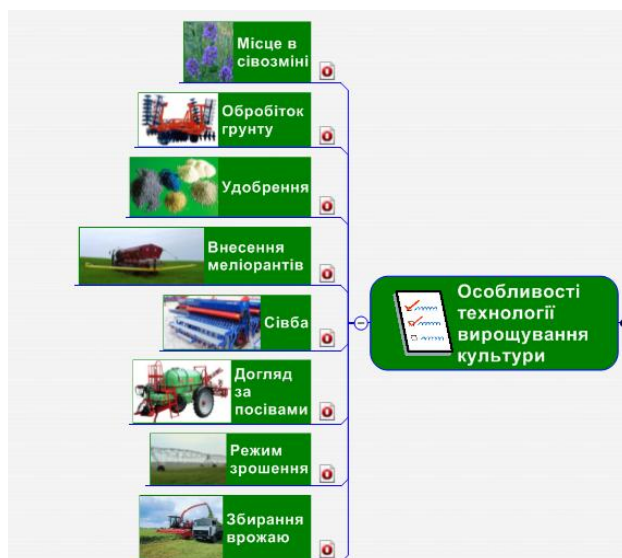 Місце в
сівозміні
Обробіток
грунту
Удобрення
Внесення
меліорантів
Сівба
Догляд
за
посівами
Режим
зрошення
Збирання
врожаю
Особливості
технології
вирощування
культури